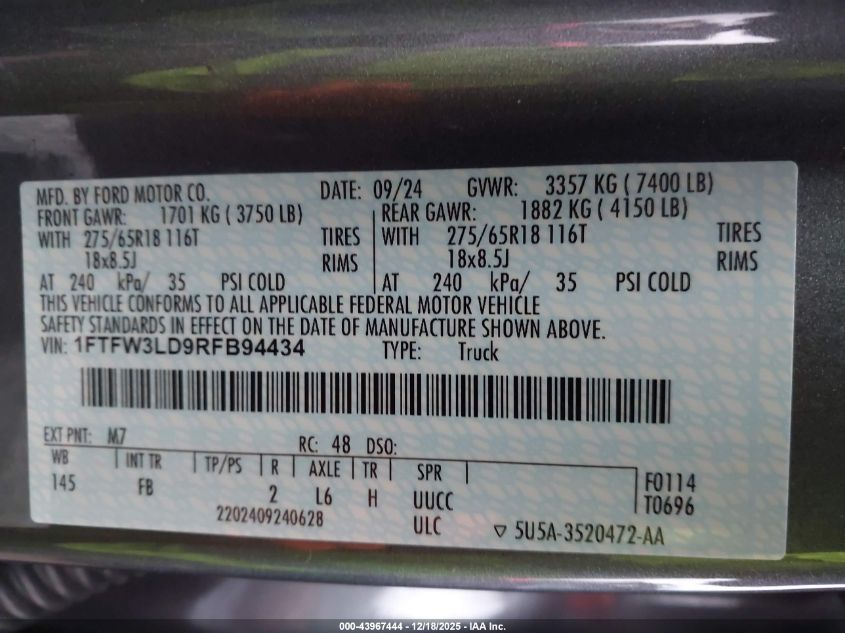 MFD. BY FORD MOTOR CO. DATE: 09/24 GVWR: 3357 KG ( 7400 LB)
FRONT GAWR: 1701 KG ( 3750 LB) REAR GAWR: 1882 KG ( 4150 LB)
WITH 275/65R18 116T TIRES WITH 275/65R18 116T TIRES
18x8.5J RIMS 18x8.5J RIMS
AT 240 kPa/ 35 PSI COLD AT 240 kPa/ 35 PSI COLD
THIS VEHICLE CONFORMS TO ALL APPLICABLE FEDERAL MOTOR VEHICLE
SAFETY STANDARDS IN EFFECT ON THE DATE OF MANUFACTURE SHOWN ABOVE.
VIN: 1FTFW3LD9RFB94434 TYPE: Truck
EXT PNT: M7 RC: 48 DSO:
WB INT TR TP/PS R AXLE TR SPR
145 FB 2 L6 H UUCC F0114
ULC T0696
2202409240628 ▽ 5U5A-3520472-AA
000-43967444 - 12/18/2025 - IAA Inc.